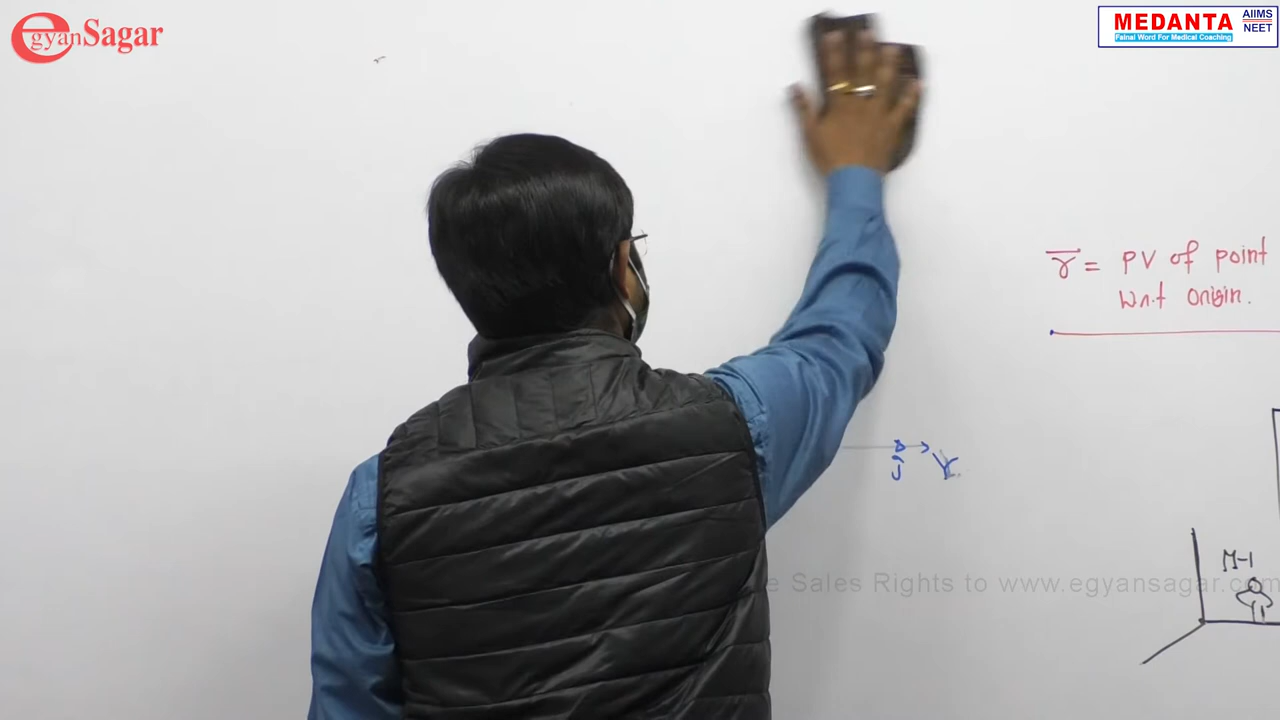 egyanSagar
MEDANTA
Fainal Word For Medical Coaching
AIIMS
NEET
r̅ = PV of point
w.r.t origin.
ĵ
Y
e Sales Rights to www.egyansagar.com
M-1